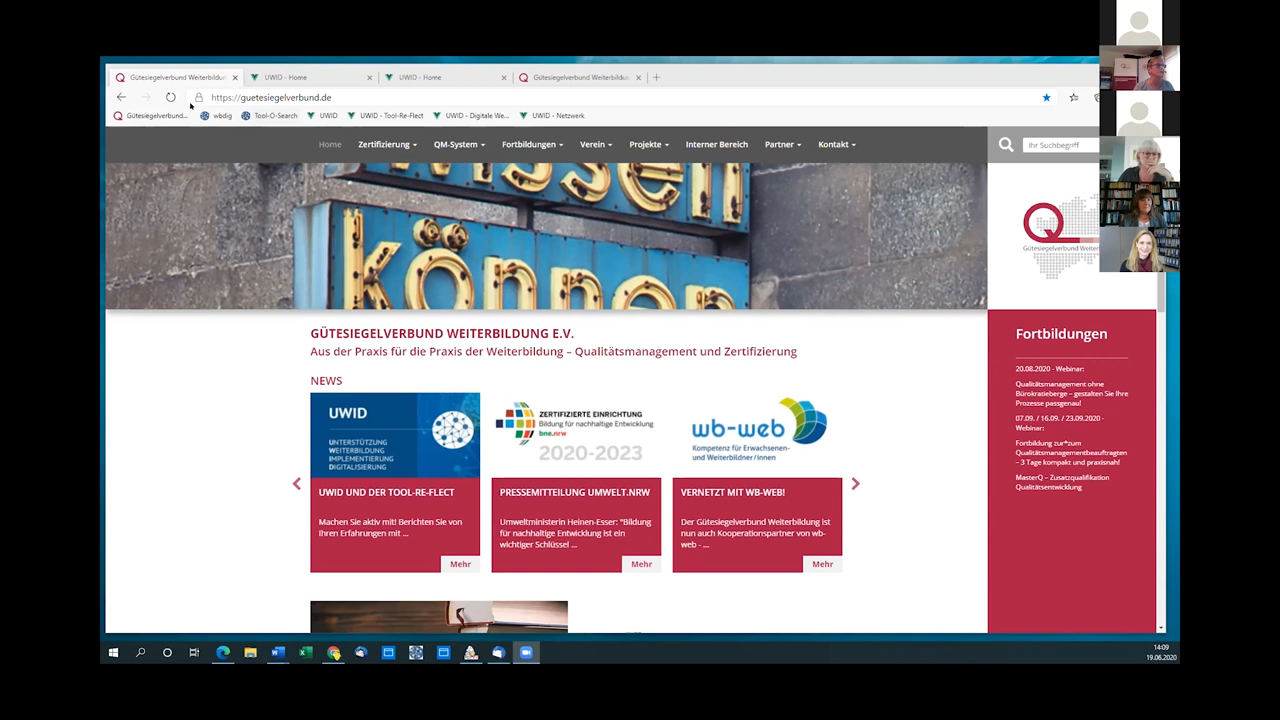 Gütesiegelverbund Weiterbildun
UWID - Home
UWID - Home
Gütesiegelverbund Weiterbildun
https://guetesiegelverbund.de
Gütesiegelverbund...
wbdig
Tool-O-Search
UWID
UWID - Tool-Re-Flect
UWID - Digitale We...
UWID - Netzwerk
Home
Zertifizierung
QM-System
Fortbildungen
Verein
Projekte
Interner Bereich
Partner
Kontakt
Ihr Suchbegriff
Wissen
Können
Gütesiegelverbund Weiter
GÜTESIEGELVERBUND WEITERBILDUNG E.V.
Aus der Praxis für die Praxis der Weiterbildung – Qualitätsmanagement und Zertifizierung
NEWS
UWID
UNTERSTÜTZUNG
WEITERBILDUNG
IMPLEMENTIERUNG
DIGITALISIERUNG
UWID UND DER TOOL-RE-FLECT
Machen Sie aktiv mit! Berichten Sie von
Ihren Erfahrungen mit ...
Mehr
ZERTIFIZIERTE EINRICHTUNG
Bildung für nachhaltige Entwicklung
bne.nrw
2020-2023
PRESSEMITTEILUNG UMWELT.NRW
Umweltministerin Heinen-Esser: "Bildung
für nachhaltige Entwicklung ist ein
wichtiger Schlüssel ...
Mehr
wb-web
Kompetenz für Erwachsenen-
und Weiterbildner/innen
VERNETZT MIT WB-WEB!
Der Gütesiegelverbund Weiterbildung ist
nun auch Kooperationspartner von wb-
web - ...
Mehr
Fortbildungen
20.08.2020 - Webinar:
Qualitätsmanagement ohne
Bürokratieberge – gestalten Sie Ihre
Prozesse passgenau!
07.09. / 16.09. / 23.09.2020 -
Webinar:
Fortbildung zur*zum
Qualitätsmanagementbeauftragten
– 3 Tage kompakt und praxisnah!
MasterQ – Zusatzqualifikation
Qualitätsentwicklung
14:09
19.06.2020